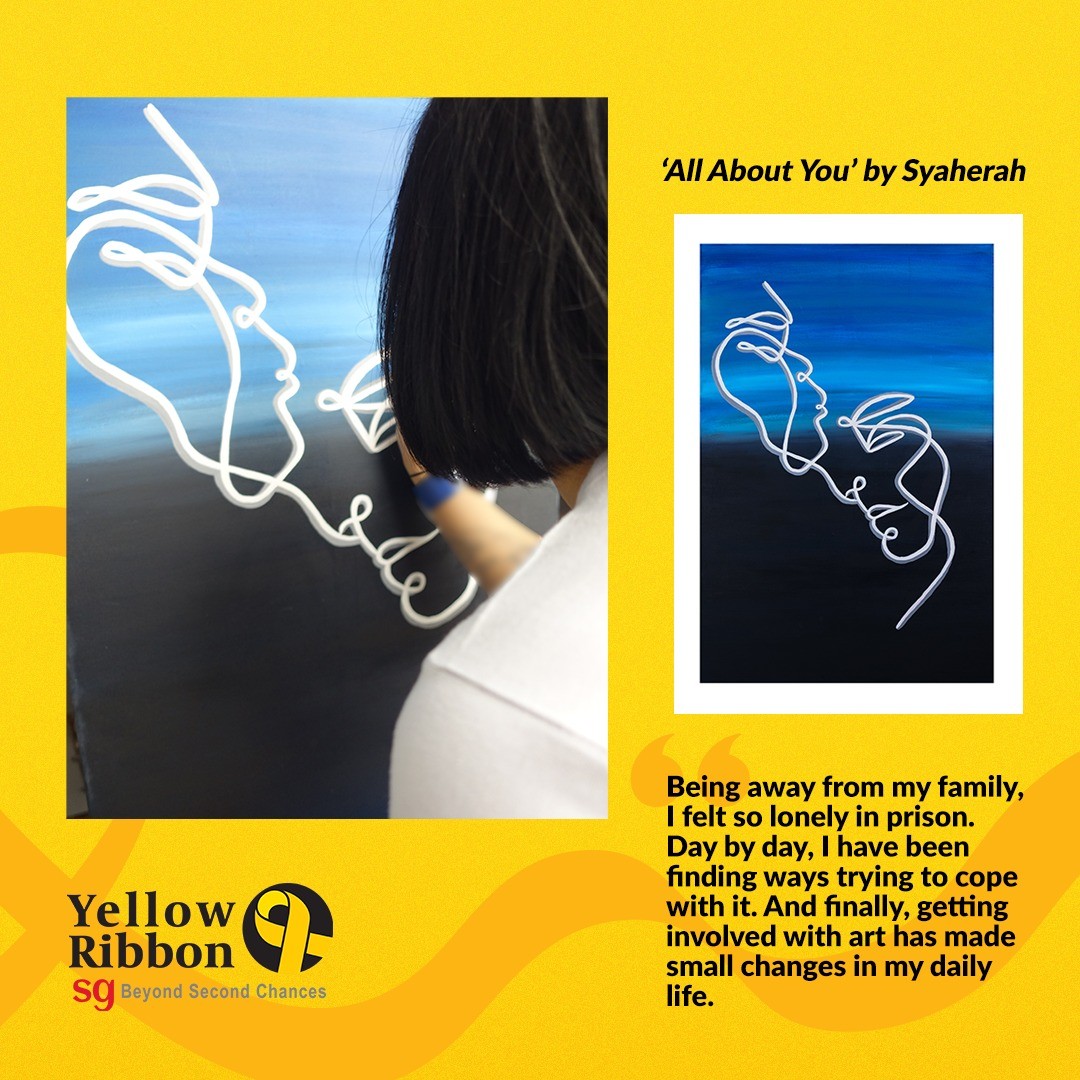 ‘All About You’ by Syaherah
“
Being away from my family,
I felt so lonely in prison.
Day by day, I have been
finding ways trying to cope
with it. And finally, getting
involved with art has made
small changes in my daily
life.
Yellow
Ribbon
sg Beyond Second Chances